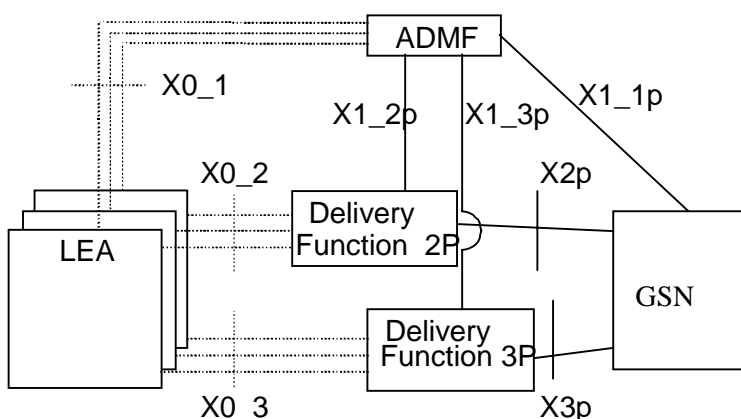 ADMF
X0_1
X1_2p
X1_3p
X1_1p
X0_2
X2p
Delivery
Function 2P
LEA
GSN
Delivery
Function 3P
X0_3
X3p